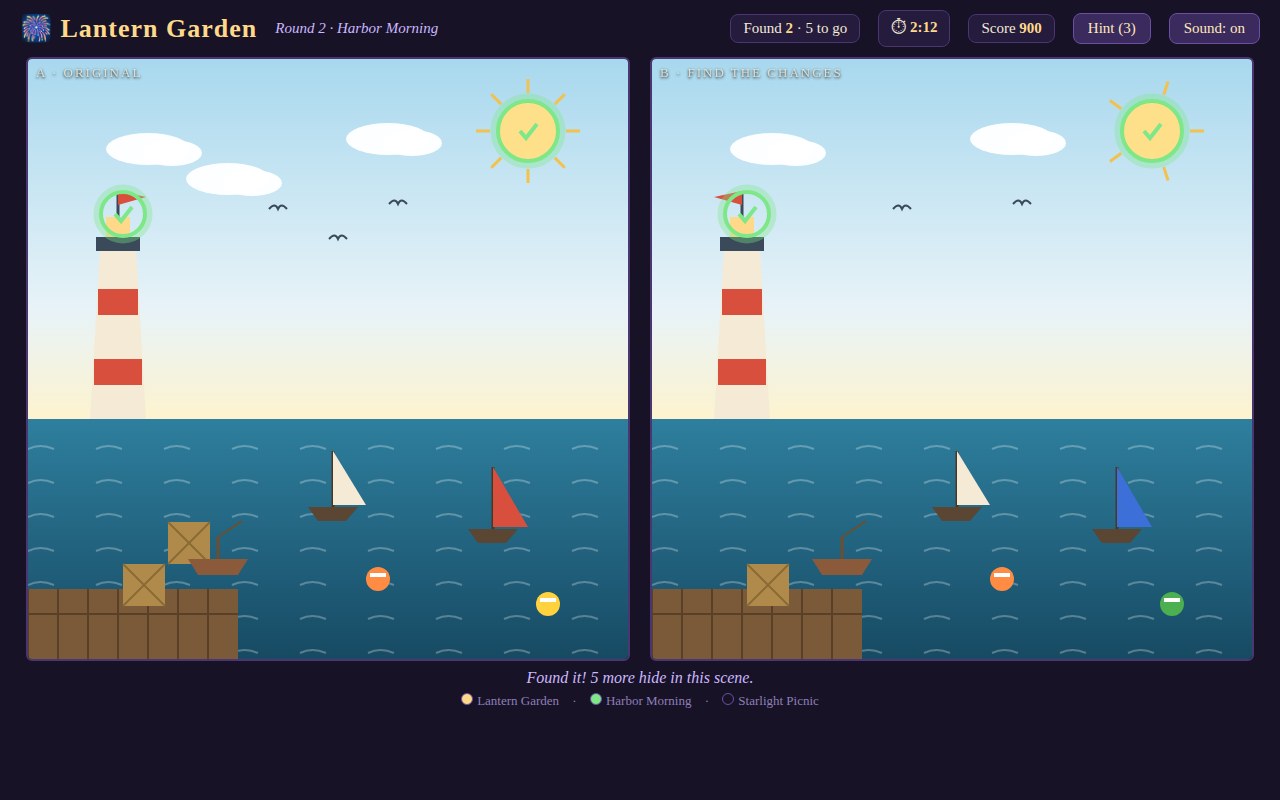 Lantern Garden
Round 2 · Harbor Morning
Found 2 · 5 to go
⏱ 2:12
Score 900
Hint (3)
Sound: on
A · ORIGINAL
B · FIND THE CHANGES
Found it! 5 more hide in this scene.
Lantern Garden · Harbor Morning · Starlight Picnic